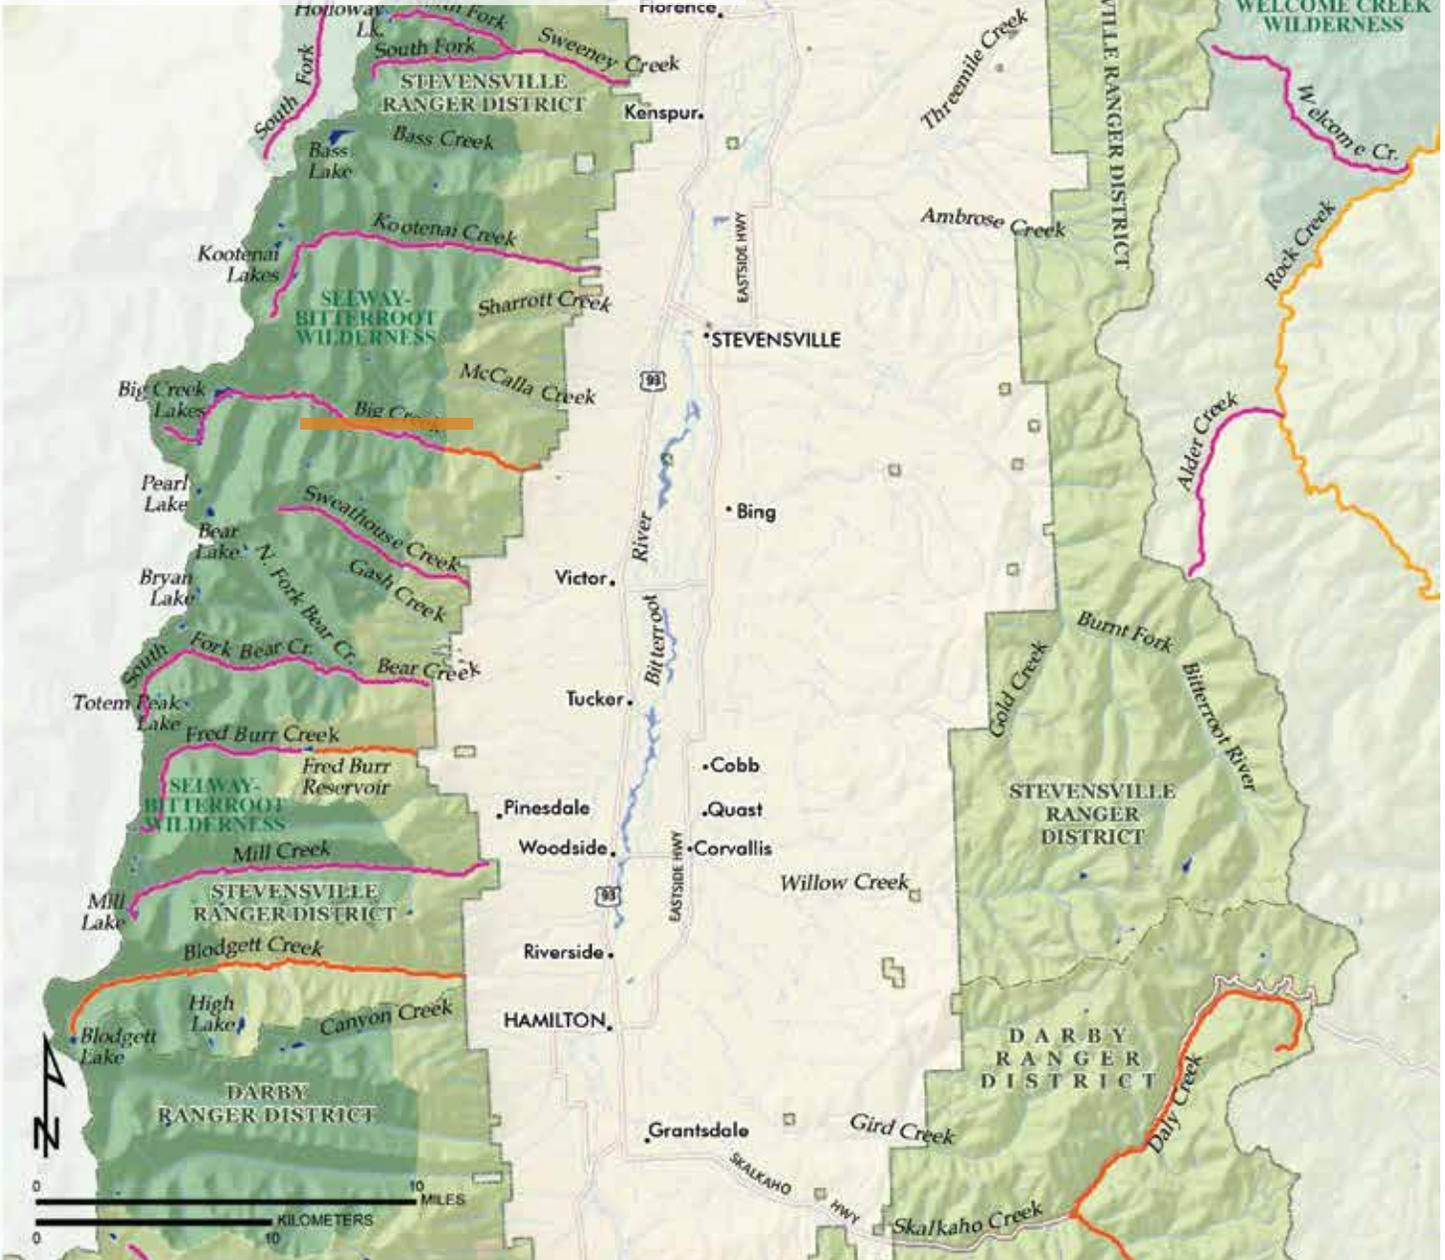 Holloway
Lk.
South Fork
Fork
South Fork
Sweeney Creek
STEVENSVILLE
RANGER DISTRICT
Bass Creek
Bass
Lake
Kootenai Creek
Kootenai
Lakes
SELWAY-
BITTERROOT
WILDERNESS
Sharrott Creek
McCalla Creek
Big Creek
Lakes
Big Creek
Pearl
Lake
Bear
Lake
Bryan
Lake
Sweathouse Creek
Gash Creek
N. Fork Bear Cr.
South Fork Bear Cr.
Bear Creek
Totem Peak
Lake
Fred Burr Creek
Fred Burr
Reservoir
SELWAY-
BITTERROOT
WILDERNESS
Mill Creek
Mill
Lake
STEVENSVILLE
RANGER DISTRICT
Blodgett Creek
High
Lake
Canyon Creek
Blodgett
Lake
DARBY
RANGER DISTRICT
N
0 10
MILES
KILOMETERS
0 10
Florence
Kenspur
EASTSIDE HWY
STEVENSVILLE
93
Bing
River
Victor
Bitterroot
Tucker
Cobb
Pinesdale
Quast
Woodside
Corvallis
93
EASTSIDE HWY
Riverside
HAMILTON
Grantsdale
SKALKAHO
HWY
Threemile Creek
Ambrose Creek
Willow Creek
Gird Creek
Skalkaho Creek
VILLE RANGER DISTRICT
WELCOME CREEK
WILDERNESS
Welcome Cr.
Rock Creek
Alder Creek
Burnt Fork
Bitterroot River
Gold Creek
STEVENSVILLE
RANGER
DISTRICT
DARBY
RANGER
DISTRICT
Daly Creek